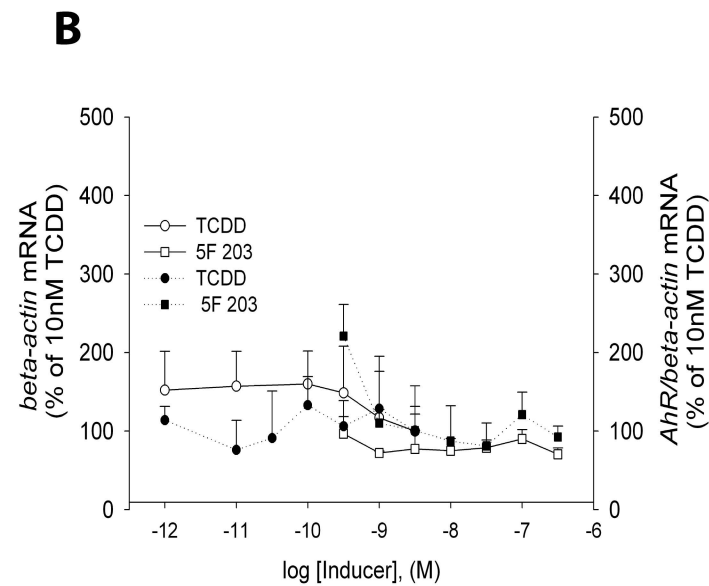 B
500
400
300
200
100
0
beta-actin mRNA
(% of 10nM TCDD)
TCDD
5F 203
TCDD
5F 203
500
400
300
200
100
0
AhR/beta-actin mRNA
(% of 10nM TCDD)
-12 -11 -10 -9 -8 -7 -6
log [Inducer], (M)